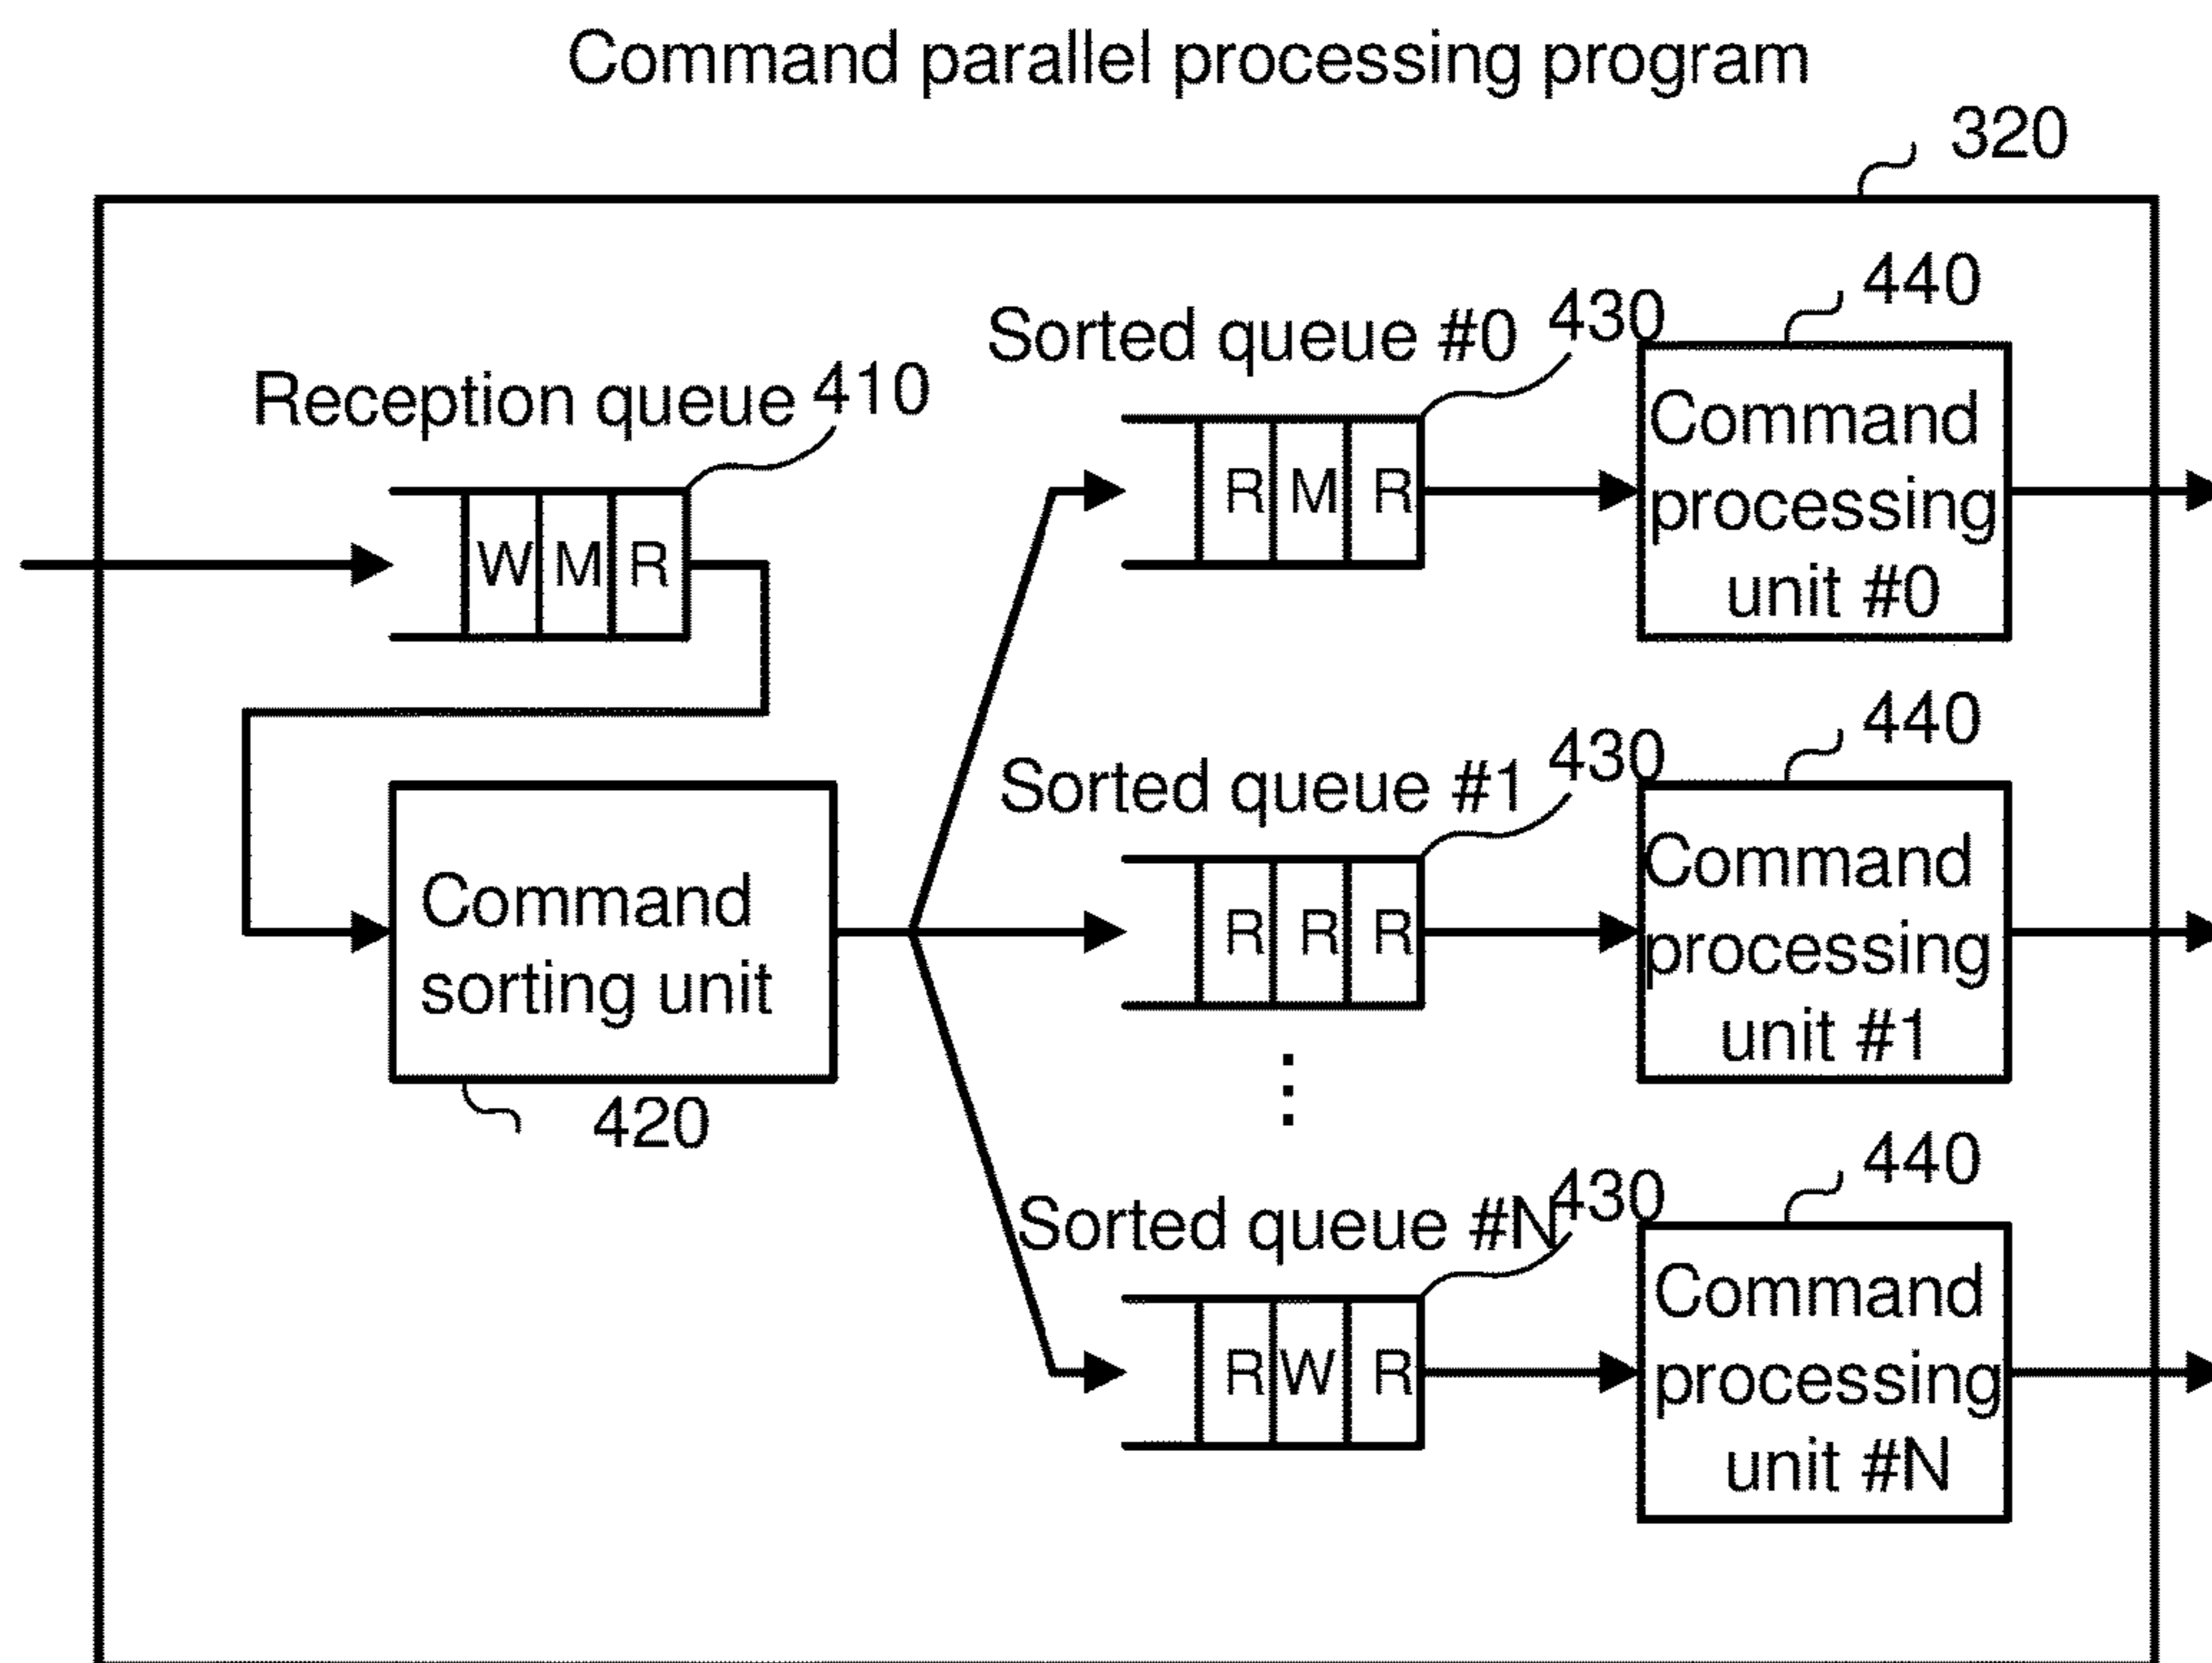 Command parallel processing program
320
Reception queue 410
W M R
Command
sorting unit
420
Sorted queue #0 430
R M R
440
Command
processing
unit #0
Sorted queue #1 430
R R R
440
Command
processing
unit #1
Sorted queue #N 430
R W R
440
Command
processing
unit #N